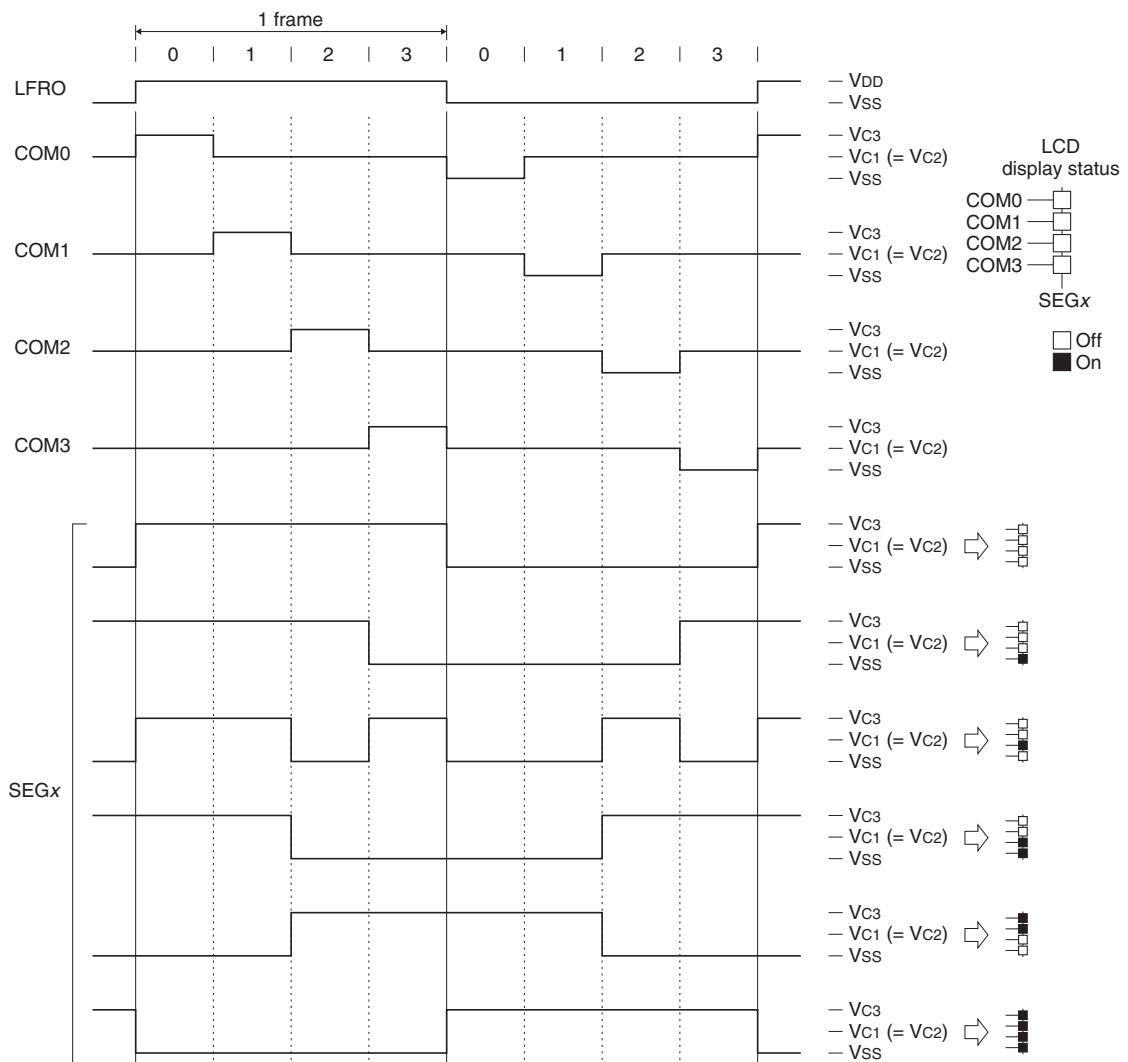 1 frame
0 1 2 3 0 1 2 3
LFRO
VDD
VSS
COM0
VC3
VC1 (= VC2)
VSS
COM1
VC3
VC1 (= VC2)
VSS
COM2
VC3
VC1 (= VC2)
VSS
COM3
VC3
VC1 (= VC2)
VSS
LCD
display status
COM0
COM1
COM2
COM3
SEGx
Off
On
SEGx
VC3
VC1 (= VC2)
VSS
VC3
VC1 (= VC2)
VSS
VC3
VC1 (= VC2)
VSS
VC3
VC1 (= VC2)
VSS
VC3
VC1 (= VC2)
VSS
VC3
VC1 (= VC2)
VSS